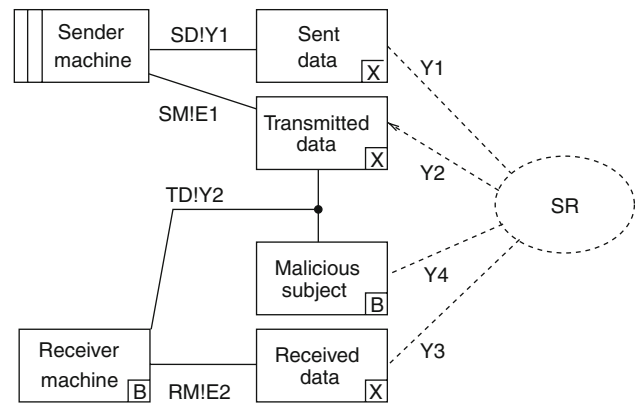 Sender
machine
SD!Y1
Sent
data
X
Y1
SM!E1
Transmitted
data
X
Y2
SR
TD!Y2
Malicious
subject
B
Y4
Receiver
machine
B
RM!E2
Received
data
X
Y3